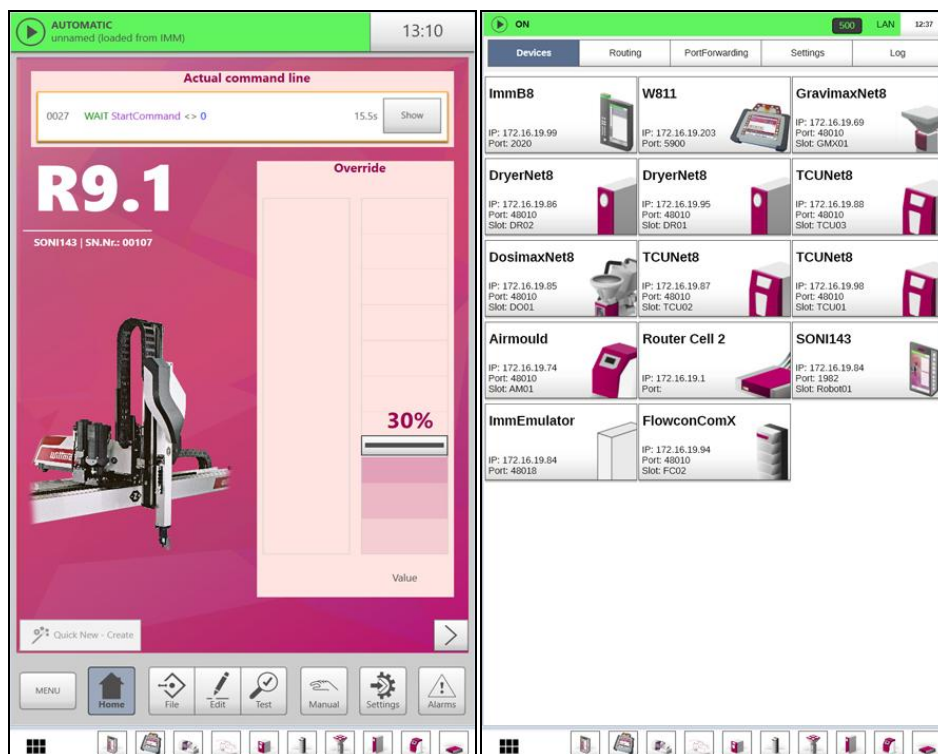 AUTOMATIC
unnamed (loaded from IMM)
13:10
Actual command line
0027 WAIT StartCommand <> 0 15.5s Show
R9.1
SONI143 | SN.Nr.: 00107
Override
30%
Value
Quick New - Create
MENU
Home
File
Edit
Test
Manual
Settings
Alarms
ON
500
LAN
12:37
Devices
Routing
PortForwarding
Settings
Log
ImmB8
IP: 172.16.19.99
Port: 2020
W811
IP: 172.16.19.203
Port: 5900
GravimaxNet8
IP: 172.16.19.69
Port: 48010
Slot: GMX01
DryerNet8
IP: 172.16.19.86
Port: 48010
Slot: DR02
DryerNet8
IP: 172.16.19.95
Port: 48010
Slot: DR01
TCUNet8
IP: 172.16.19.88
Port: 48010
Slot: TCU03
DosimaxNet8
IP: 172.16.19.85
Port: 48010
Slot: DO01
TCUNet8
IP: 172.16.19.87
Port: 48010
Slot: TCU02
TCUNet8
IP: 172.16.19.98
Port: 48010
Slot: TCU01
Airmould
IP: 172.16.19.74
Port: 48010
Slot: AM01
Router Cell 2
IP: 172.16.19.1
Port:
SONI143
IP: 172.16.19.84
Port: 1982
Slot: Robot01
ImmEmulator
IP: 172.16.19.84
Port: 48018
FlowconComX
IP: 172.16.19.94
Port: 48010
Slot: FC02